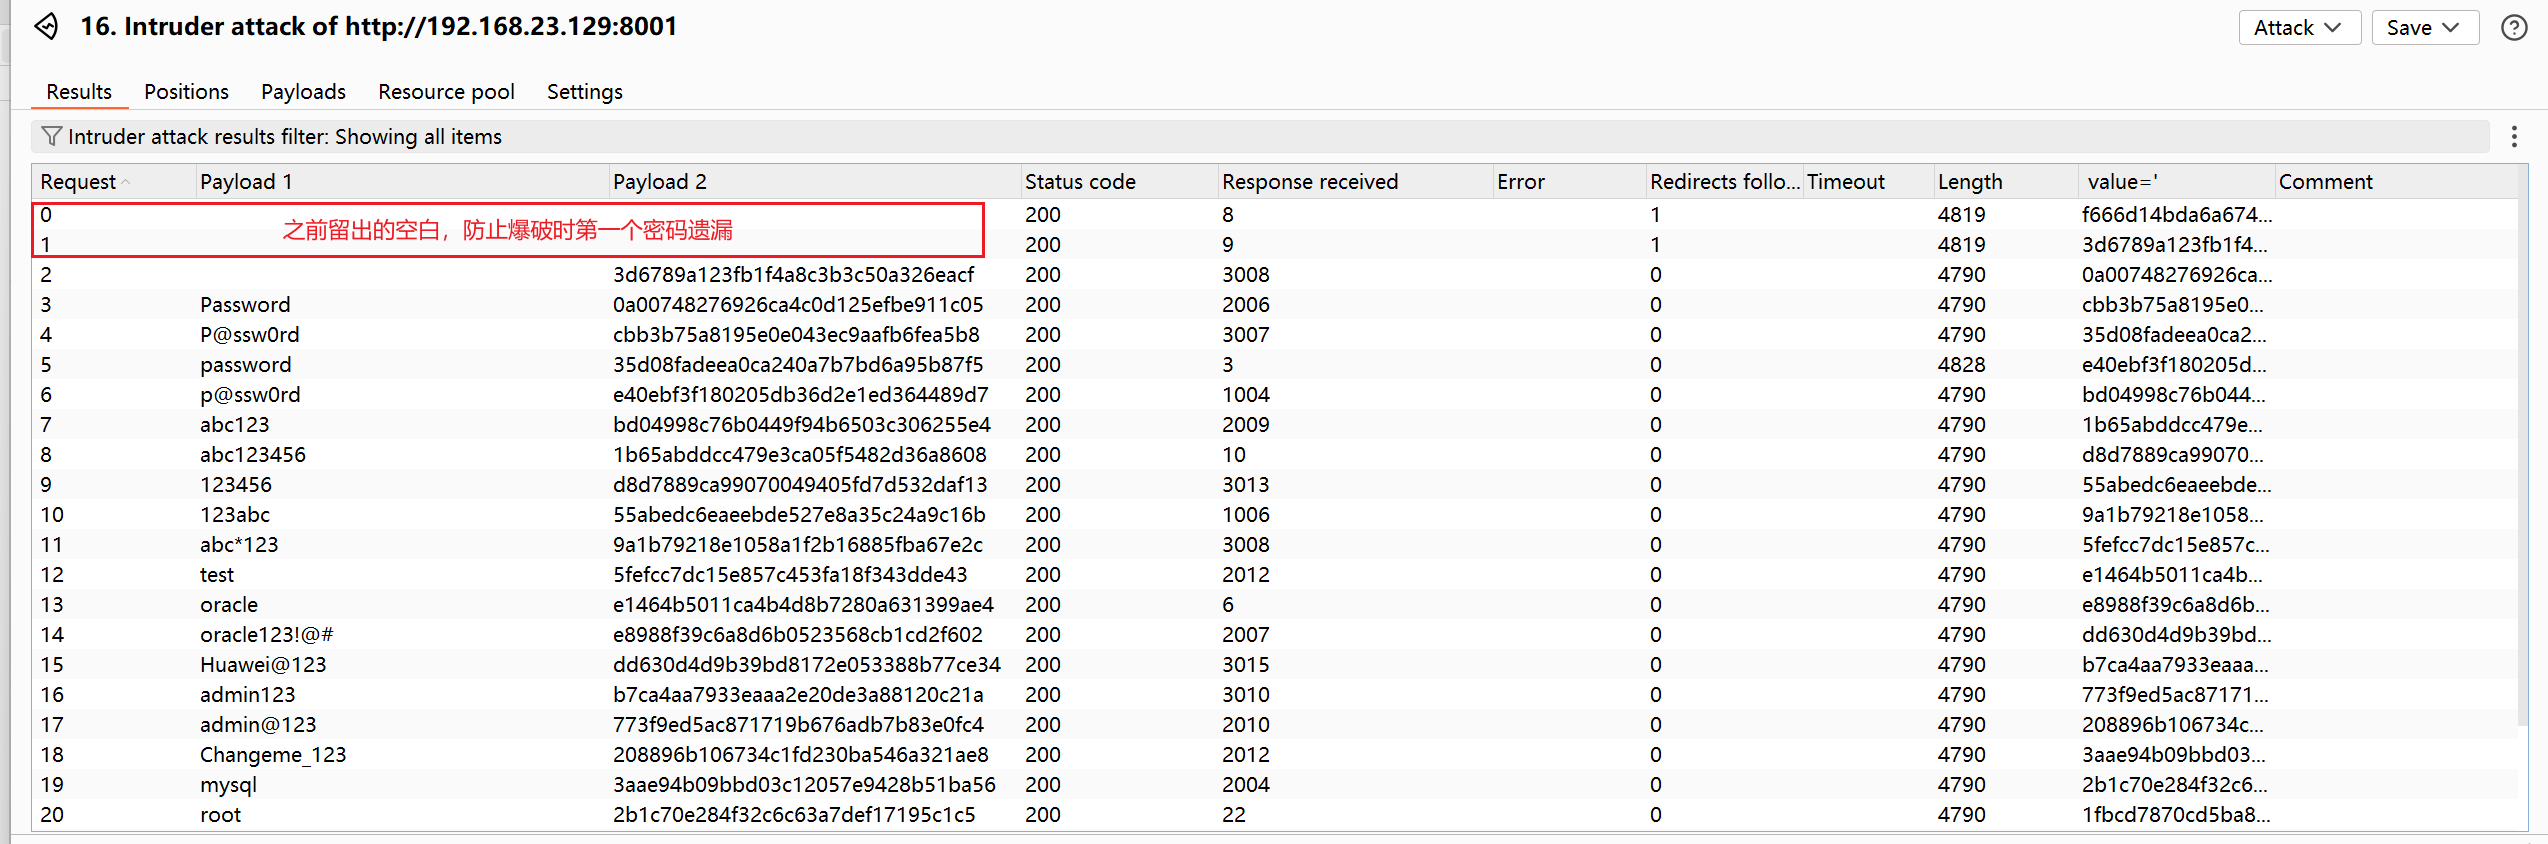 16. Intruder attack of http://192.168.23.129:8001
Attack
Save
Results Positions Payloads Resource pool Settings
Intruder attack results filter: Showing all items
Request Payload 1 Payload 2 Status code Response received Error Redirects follo... Timeout Length value=' Comment
0 200 8 1 4819 f666d14bda6a674...
之前留出的空白，防止爆破时第一个密码遗漏
1 200 9 1 4819 3d6789a123fb1f4...
2 3d6789a123fb1f4a8c3b3c50a326eacf 200 3008 0 4790 0a00748276926ca...
3 Password 0a00748276926ca4c0d125efbe911c05 200 2006 0 4790 cbb3b75a8195e0...
4 P@ssw0rd cbb3b75a8195e0e043ec9aafb6fea5b8 200 3007 0 4790 35d08fadeea0ca2...
5 password 35d08fadeea0ca240a7b7bd6a95b87f5 200 3 0 4828 e40ebf3f180205d...
6 p@ssw0rd e40ebf3f180205db36d2e1ed364489d7 200 1004 0 4790 bd04998c76b044...
7 abc123 bd04998c76b0449f94b6503c306255e4 200 2009 0 4790 1b65abddcc479e...
8 abc123456 1b65abddcc479e3ca05f5482d36a8608 200 10 0 4790 d8d7889ca99070...
9 123456 d8d7889ca99070049405fd7d532daf13 200 3013 0 4790 55abedc6eaeebde...
10 123abc 55abedc6eaeebde527e8a35c24a9c16b 200 1006 0 4790 9a1b79218e1058...
11 abc*123 9a1b79218e1058a1f2b16885fba67e2c 200 3008 0 4790 5fefcc7dc15e857c...
12 test 5fefcc7dc15e857c453fa18f343dde43 200 2012 0 4790 e1464b5011ca4b...
13 oracle e1464b5011ca4b4d8b7280a631399ae4 200 6 0 4790 e8988f39c6a8d6b...
14 oracle123!@# e8988f39c6a8d6b0523568cb1cd2f602 200 2007 0 4790 dd630d4d9b39bd...
15 Huawei@123 dd630d4d9b39bd8172e053388b77ce34 200 3015 0 4790 b7ca4aa7933eaaa...
16 admin123 b7ca4aa7933eaaa2e20de3a88120c21a 200 3010 0 4790 773f9ed5ac87171...
17 admin@123 773f9ed5ac871719b676adb7b83e0fc4 200 2010 0 4790 208896b106734c...
18 Changeme_123 208896b106734c1fd230ba546a321ae8 200 2012 0 4790 3aae94b09bbd03...
19 mysql 3aae94b09bbd03c12057e9428b51ba56 200 2004 0 4790 2b1c70e284f32c6...
20 root 2b1c70e284f32c6c63a7def17195c1c5 200 22 0 4790 1fbcd7870cd5ba8...